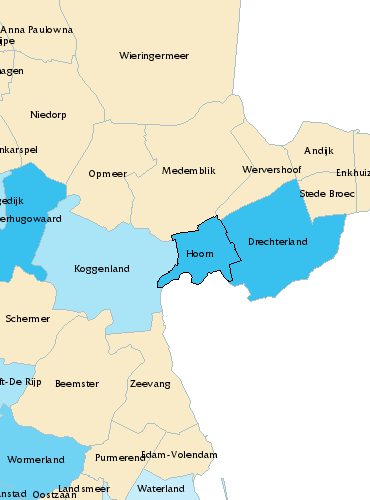 Anna Paulowna
ijpe
Wieringermeer
agen
Niedorp
nkarspel
Andijk
Medemblik
Wervershoof
Enkhuiz
Opmeer
Stede Broec
gedijk
erhugowaard
Drechterland
Hoorn
Koggenland
Schermer
ft-De Rijp
Beemster
Zeevang
Edam-Volendam
Purmerend
Wormerland
Landsmeer
Waterland
nstad
Oostzaan